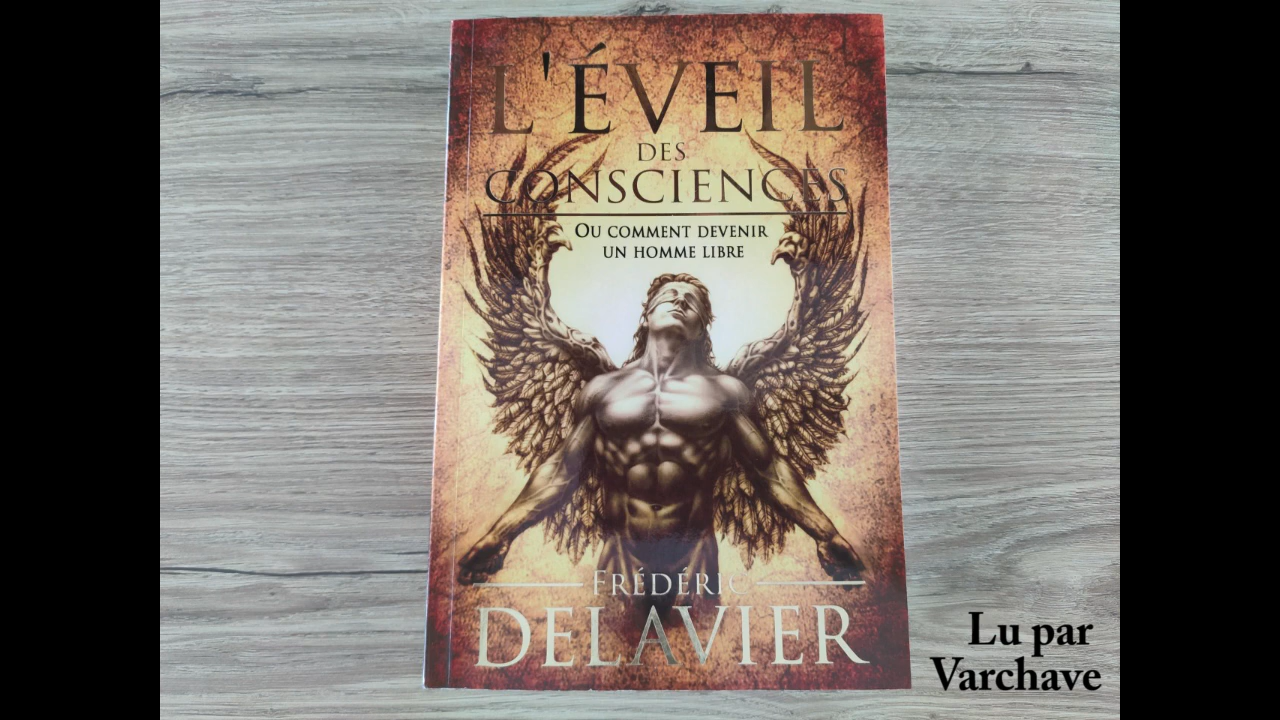 L'ÉVEIL
DES
CONSCIENCES
OU COMMENT DEVENIR
UN HOMME LIBRE
FRÉDÉRIC
DELAVIER
Lu par
Varchave